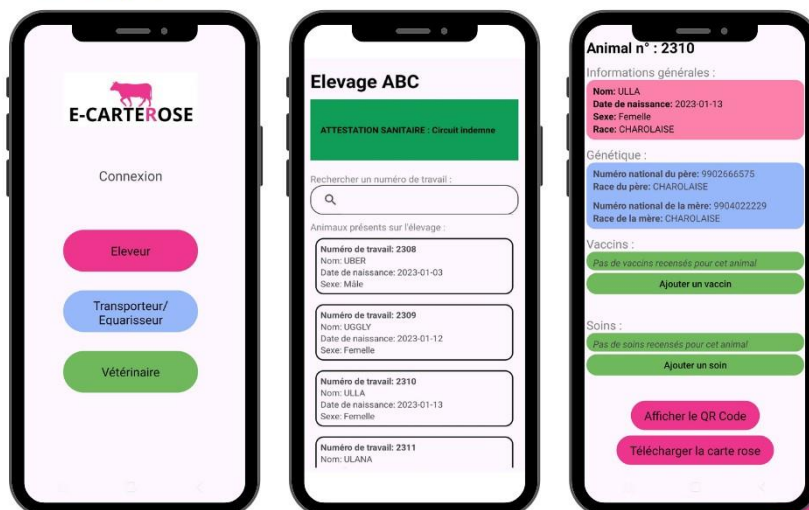 E-CARTEROSE
Connexion
Eleveur
Transporteur/
Equarisseur
Vétérinaire
Elevage ABC
ATTESTATION SANITAIRE : Circuit indemne
Rechercher un numéro de travail :
Animaux présents sur l'élevage :
Numéro de travail: 2308
Nom: UBER
Date de naissance: 2023-01-03
Sexe: Mâle
Numéro de travail: 2309
Nom: UGGLY
Date de naissance: 2023-01-12
Sexe: Femelle
Numéro de travail: 2310
Nom: ULLA
Date de naissance: 2023-01-13
Sexe: Femelle
Numéro de travail: 2311
Nom: ULANA
Animal n° : 2310
Informations générales :
Nom: ULLA
Date de naissance: 2023-01-13
Sexe: Femelle
Race: CHAROLAISE
Génétique :
Numéro national du père: 9902666575
Race du père: CHAROLAISE
Numéro national de la mère: 9904022229
Race de la mère: CHAROLAISE
Vaccins :
Pas de vaccins recensés pour cet animal
Ajouter un vaccin
Soins :
Pas de soins recensés pour cet animal
Ajouter un soin
Afficher le QR Code
Télécharger la carte rose